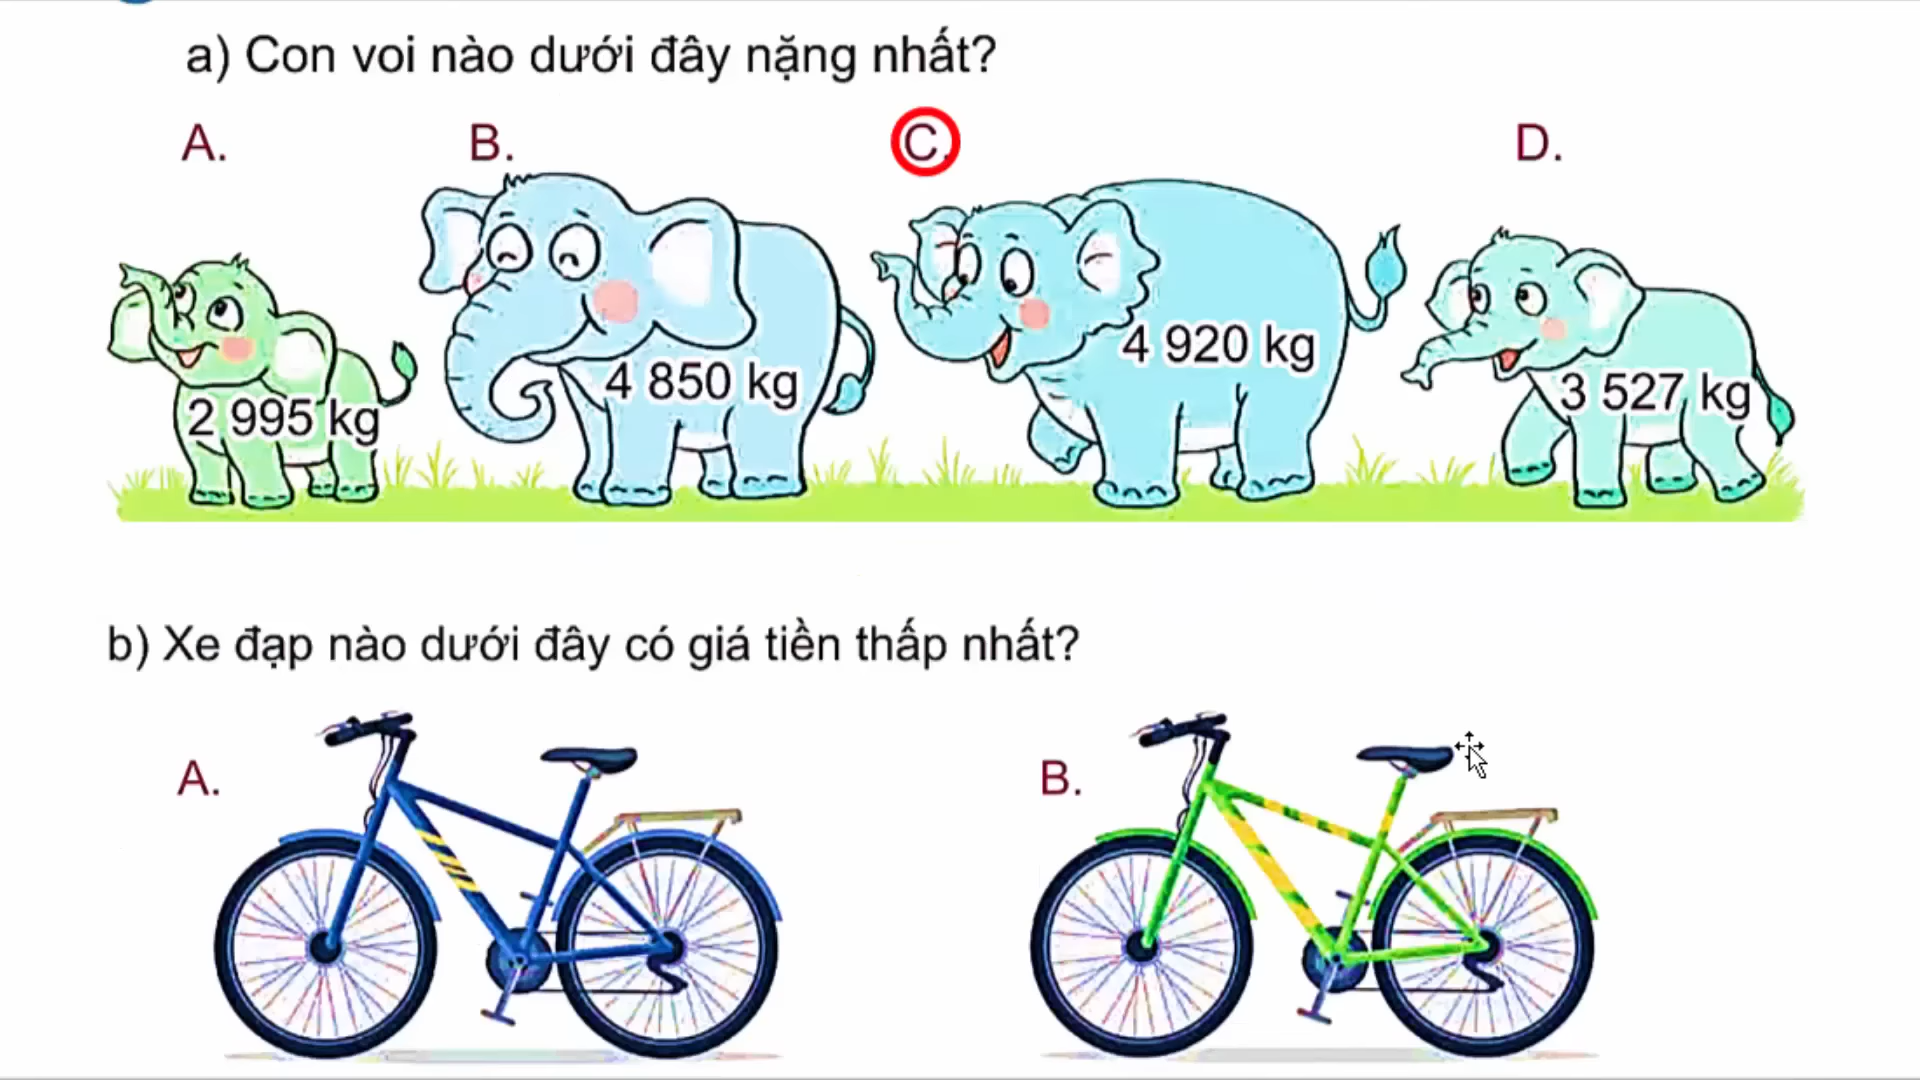 a) Con voi nào dưới đây nặng nhất?
A. B. C. D.
2 995 kg 4 850 kg 4 920 kg 3 527 kg
b) Xe đạp nào dưới đây có giá tiền thấp nhất?
A. B.